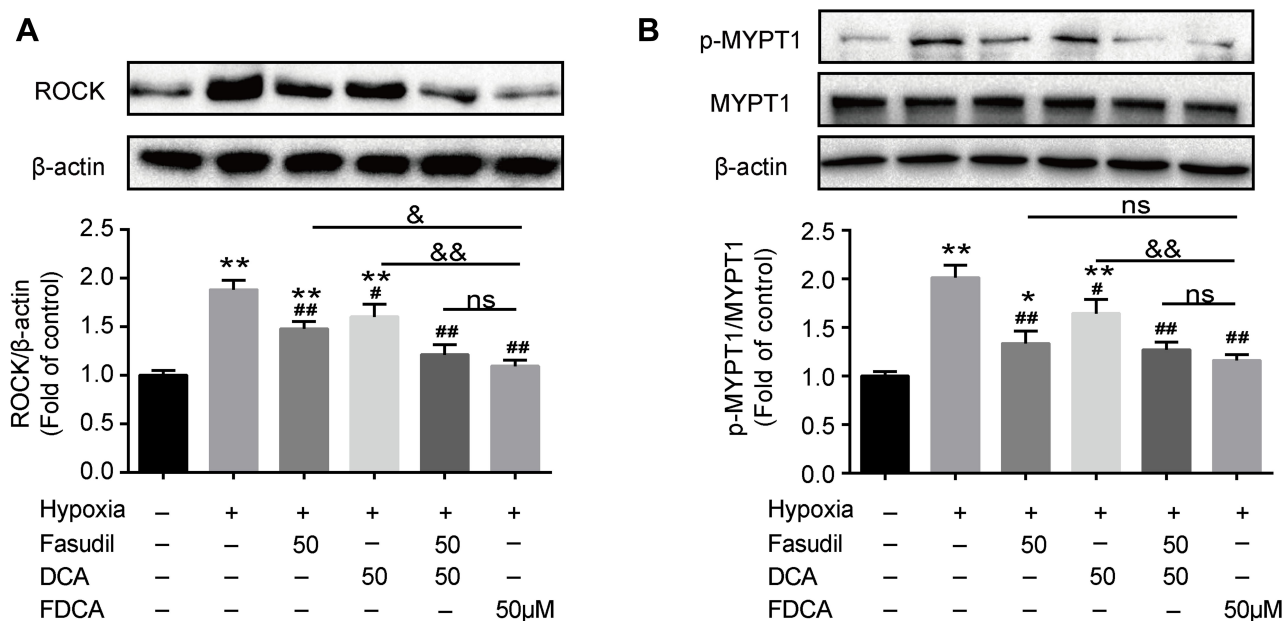 A
ROCK
β-actin
ROCK/β-actin
(Fold of control)
2.5
2.0
1.5
1.0
0.5
0.0
&
&&
ns
**
**
##
**
#
##
##
Hypoxia – + + + + +
Fasudil – – 50 – 50 –
DCA – – – 50 50 –
FDCA – – – – – 50μM
B
p-MYPT1
MYPT1
β-actin
p-MYPT1/MYPT1
(Fold of control)
2.5
2.0
1.5
1.0
0.5
0.0
ns
&&
ns
**
*
##
**
#
##
##
Hypoxia – + + + + +
Fasudil – – 50 – 50 –
DCA – – – 50 50 –
FDCA – – – – – 50μM